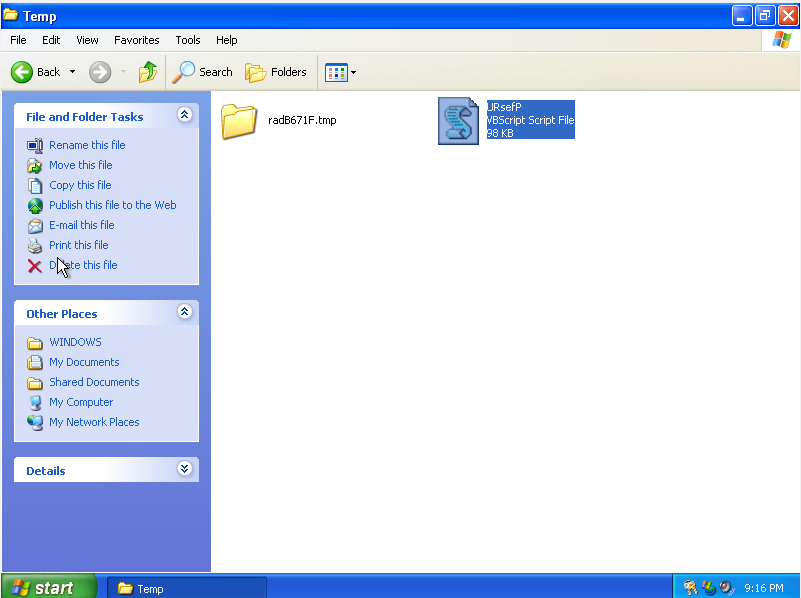 Temp
File Edit View Favorites Tools Help
Back Search Folders
File and Folder Tasks
Rename this file
Move this file
Copy this file
Publish this file to the Web
E-mail this file
Print this file
Delete this file
Other Places
WINDOWS
My Documents
Shared Documents
My Computer
My Network Places
Details
radB671F.tmp
URsefP
VBScript Script File
98 KB
start Temp 9:16 PM